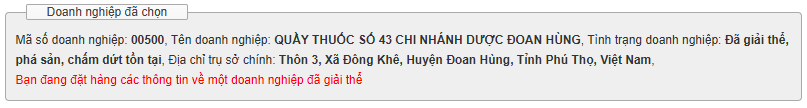 Doanh nghiệp đã chọn
Mã số doanh nghiệp: 00500, Tên doanh nghiệp: QUẦY THUỐC SỐ 43 CHI NHÁNH DƯỢC ĐOAN HÙNG, Tình trạng doanh nghiệp: Đã giải thể,
phá sản, chấm dứt tồn tại, Địa chỉ trụ sở chính: Thôn 3, Xã Đông Khê, Huyện Đoan Hùng, Tỉnh Phú Thọ, Việt Nam,
Bạn đang đặt hàng các thông tin về một doanh nghiệp đã giải thể